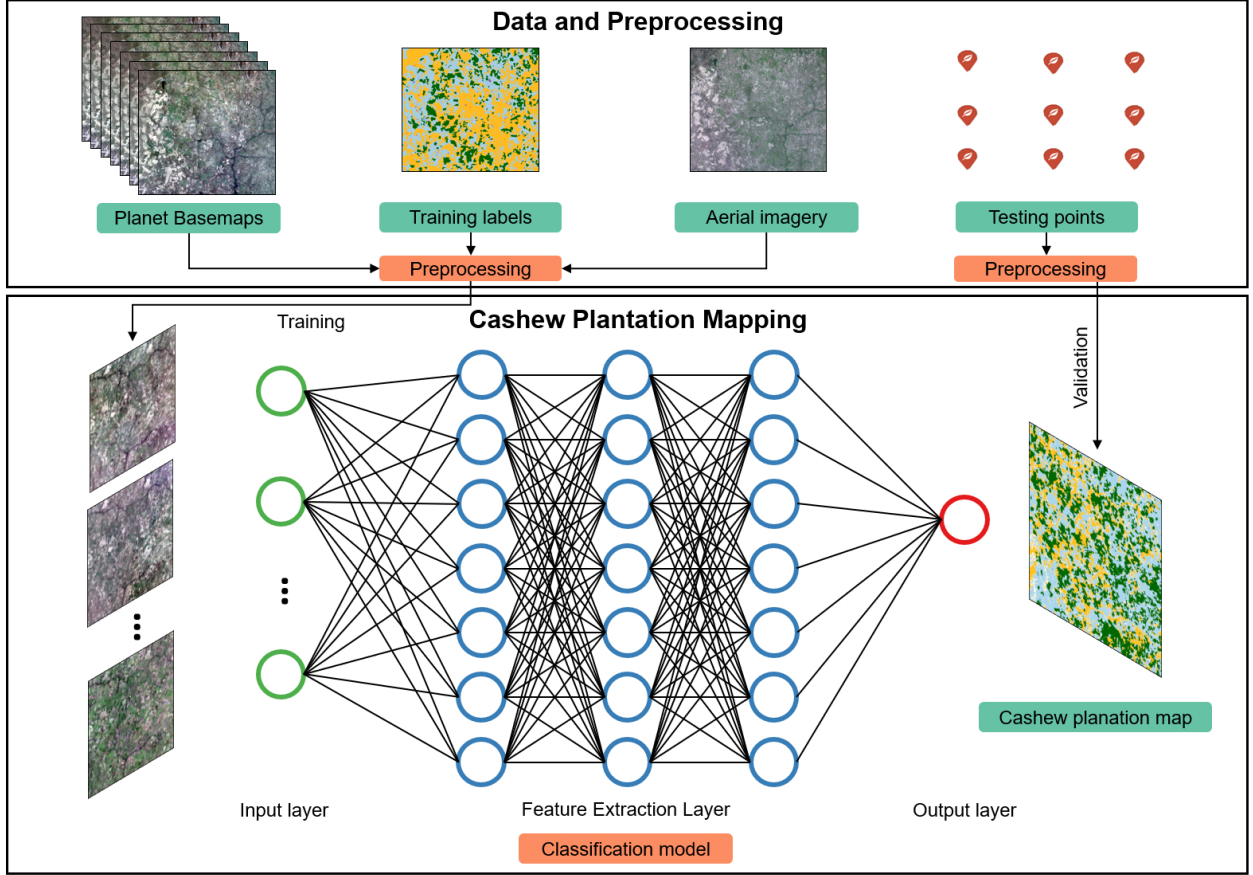 Data and Preprocessing
Planet Basemaps
Training labels
Aerial imagery
Testing points
Preprocessing
Preprocessing
Training
Cashew Plantation Mapping
Validation
Cashew planation map
Input layer
Feature Extraction Layer
Output layer
Classification model